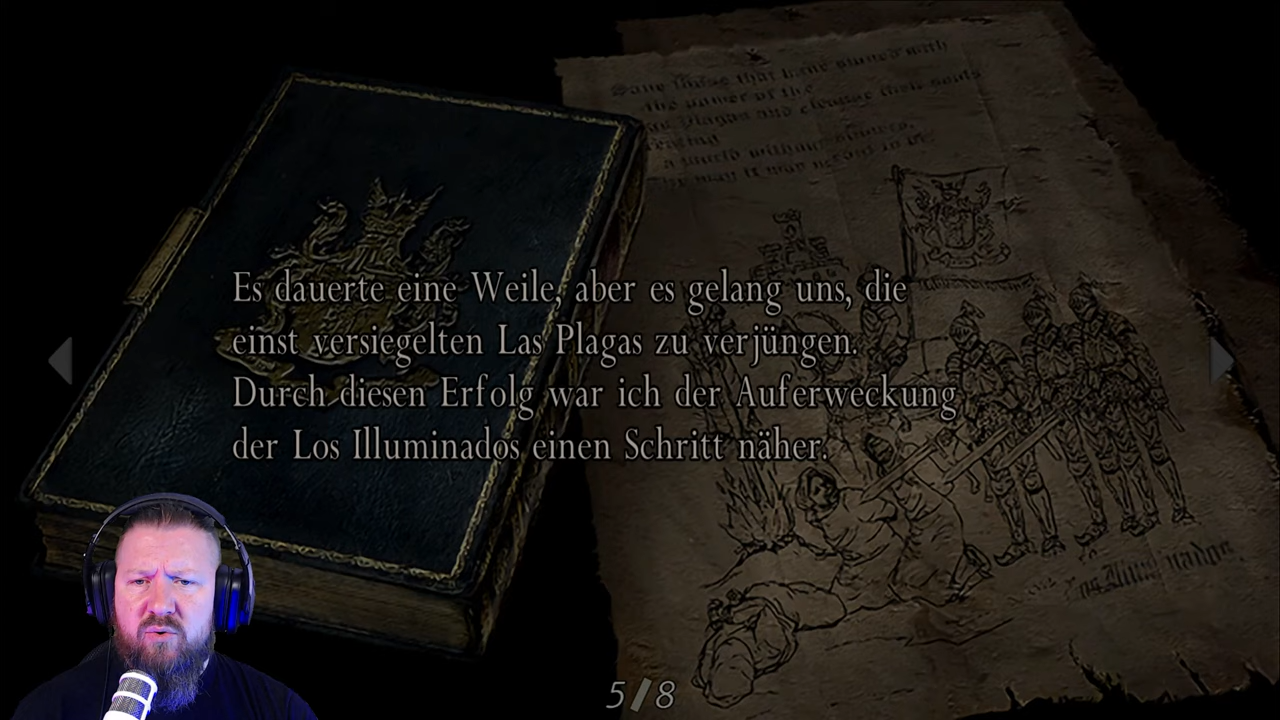 Es dauerte eine Weile, aber es gelang uns, die
einst versiegelten Las Plagas zu verjüngen.
Durch diesen Erfolg war ich der Auferweckung
der Los Illuminados einen Schritt näher.
5/8